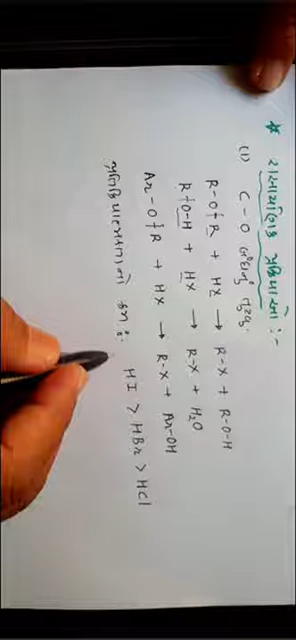 * રાસાયણિક પ્રક્રિયાઓ :-
(1) C - O બંધનું તૂટવું.
R-O+R + HX → R-X + R-O-H
R+O-H + HX → R-X + H₂O
Ar-O+R + HX → R-X + Ar-OH
પ્રતિક્રિયાત્મકતાનો ક્રમ : HI > HBr > HCl